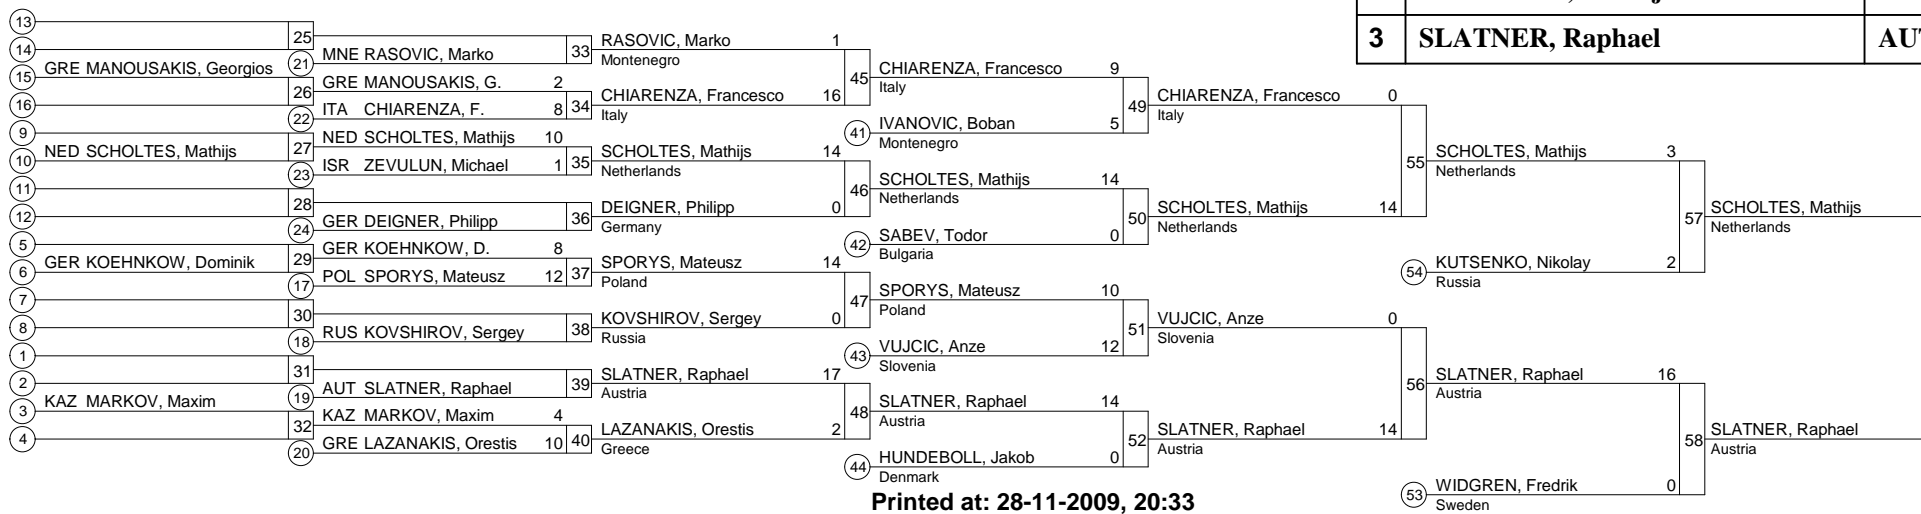 3 SLATNER, Raphael
13
14
15 GRE MANOUSAKIS, Georgios
16
9
10 NED SCHOLTES, Mathijs
11
12
5
6 GER KOEHNKOW, Dominik
7
8
1
2
3 KAZ MARKOV, Maxim
4
25
21 MNE RASOVIC, Marko
26 GRE MANOUSAKIS, G. 2
22 ITA CHIARENZA, F. 8
27 NED SCHOLTES, Mathijs 10
23 ISR ZEVULUN, Michael 1
28
24 GER DEIGNER, Philipp
29 GER KOEHNKOW, D. 8
17 POL SPORYS, Mateusz 12
30
18 RUS KOVSHIROV, Sergey
31
19 AUT SLATNER, Raphael
32 KAZ MARKOV, Maxim 4
20 GRE LAZANAKIS, Orestis 10
33 RASOVIC, Marko 1
Montenegro
34 CHIARENZA, Francesco 16
Italy
35 SCHOLTES, Mathijs 14
Netherlands
36 DEIGNER, Philipp 0
Germany
37 SPORYS, Mateusz 14
Poland
38 KOVSHIROV, Sergey 0
Russia
39 SLATNER, Raphael 17
Austria
40 LAZANAKIS, Orestis 2
Greece
45 CHIARENZA, Francesco 9
Italy
41 IVANOVIC, Boban 5
Montenegro
46 SCHOLTES, Mathijs 14
Netherlands
42 SABEV, Todor 0
Bulgaria
47 SPORYS, Mateusz 10
Poland
43 VUJCIC, Anze 12
Slovenia
48 SLATNER, Raphael 14
Austria
44 HUNDEBOLL, Jakob 0
Denmark
49 CHIARENZA, Francesco 0
Italy
50 SCHOLTES, Mathijs 14
Netherlands
51 VUJCIC, Anze 0
Slovenia
52 SLATNER, Raphael 14
Austria
55 SCHOLTES, Mathijs 3
Netherlands
54 KUTSENKO, Nikolay 2
Russia
56 SLATNER, Raphael 16
Austria
53 WIDGREN, Fredrik 0
Sweden
57 SCHOLTES, Mathijs
Netherlands
58 SLATNER, Raphael
Austria
Printed at: 28-11-2009, 20:33